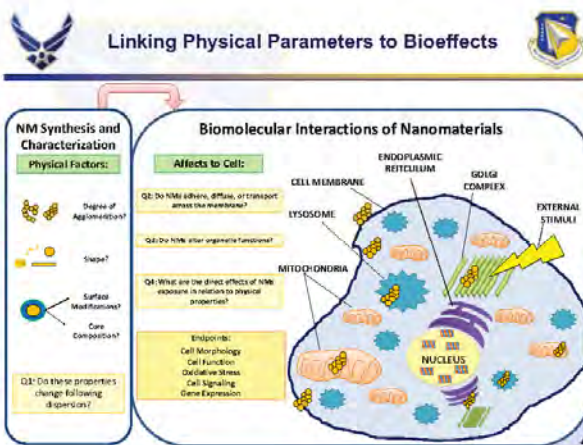 Linking Physical Parameters to Bioeffects
NM Synthesis and
Characterization
Physical Factors:
Degree of
Agglomeration?
Shape?
Surface
Modifications?
Core
Composition?
Q1: Do these properties
change following
dispersion?
Biomolecular Interactions of Nanomaterials
Affects to Cell:
Q2: Do NMs adhere, diffuse, or transport
across the membrane?
Q3: Do NMs alter organelle functions?
Q4: What are the direct effects of NMs
exposure in relation to physical
properties?
Endpoints:
Cell Morphology
Cell Function
Oxidative Stress
Cell Signaling
Gene Expression
CELL MEMBRANE
LYSOSOME
MITOCHONDRIA
ENDOPLASMIC
REITCULUM
GOLGI
COMPLEX
EXTERNAL
STIMULI
NUCLEUS